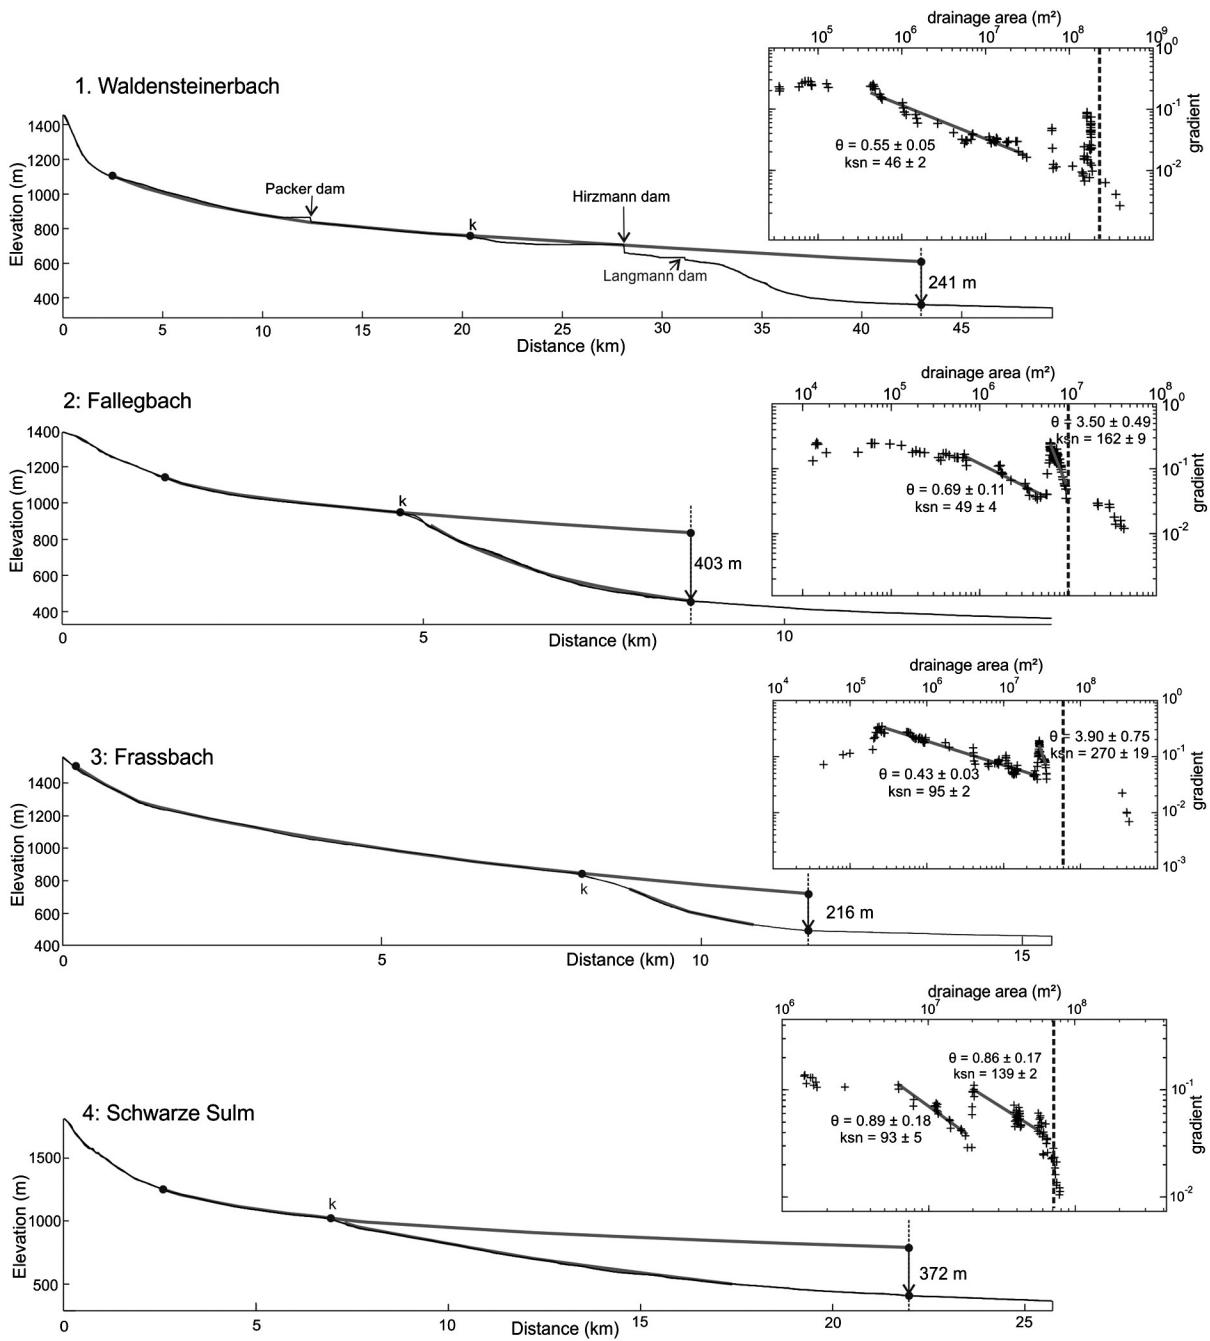 drainage area (m²)
10⁵ 10⁶ 10⁷ 10⁸ 10⁹
10⁰
1. Waldensteinerbach
10⁻¹
gradient
θ = 0.55 ± 0.05
ksn = 46 ± 2
10⁻²
1400
1200
1000
800
600
400
Elevation (m)
Packer dam
Hirzmann dam
k
Langmann dam
241 m
0 5 10 15 20 25 30 35 40 45
Distance (km)
drainage area (m²)
10⁴ 10⁵ 10⁶ 10⁷ 10⁸
10⁰
2: Fallegbach
θ = 3.50 ± 0.49
ksn = 162 ± 9
10⁻¹
gradient
θ = 0.69 ± 0.11
ksn = 49 ± 4
10⁻²
1400
1200
1000
800
600
400
Elevation (m)
k
403 m
0 5 10
Distance (km)
drainage area (m²)
10⁴ 10⁵ 10⁶ 10⁷ 10⁸
10⁰
3: Frassbach
θ = 3.90 ± 0.75
ksn = 270 ± 19
10⁻¹
gradient
θ = 0.43 ± 0.03
ksn = 95 ± 2
10⁻²
10⁻³
1400
1200
1000
800
600
400
Elevation (m)
k
216 m
0 5 10 15
Distance (km)
drainage area (m²)
10⁶ 10⁷ 10⁸
θ = 0.86 ± 0.17
ksn = 139 ± 2
10⁻¹
gradient
4: Schwarze Sulm
θ = 0.89 ± 0.18
ksn = 93 ± 5
10⁻²
1500
1000
500
Elevation (m)
k
372 m
0 5 10 15 20 25
Distance (km)